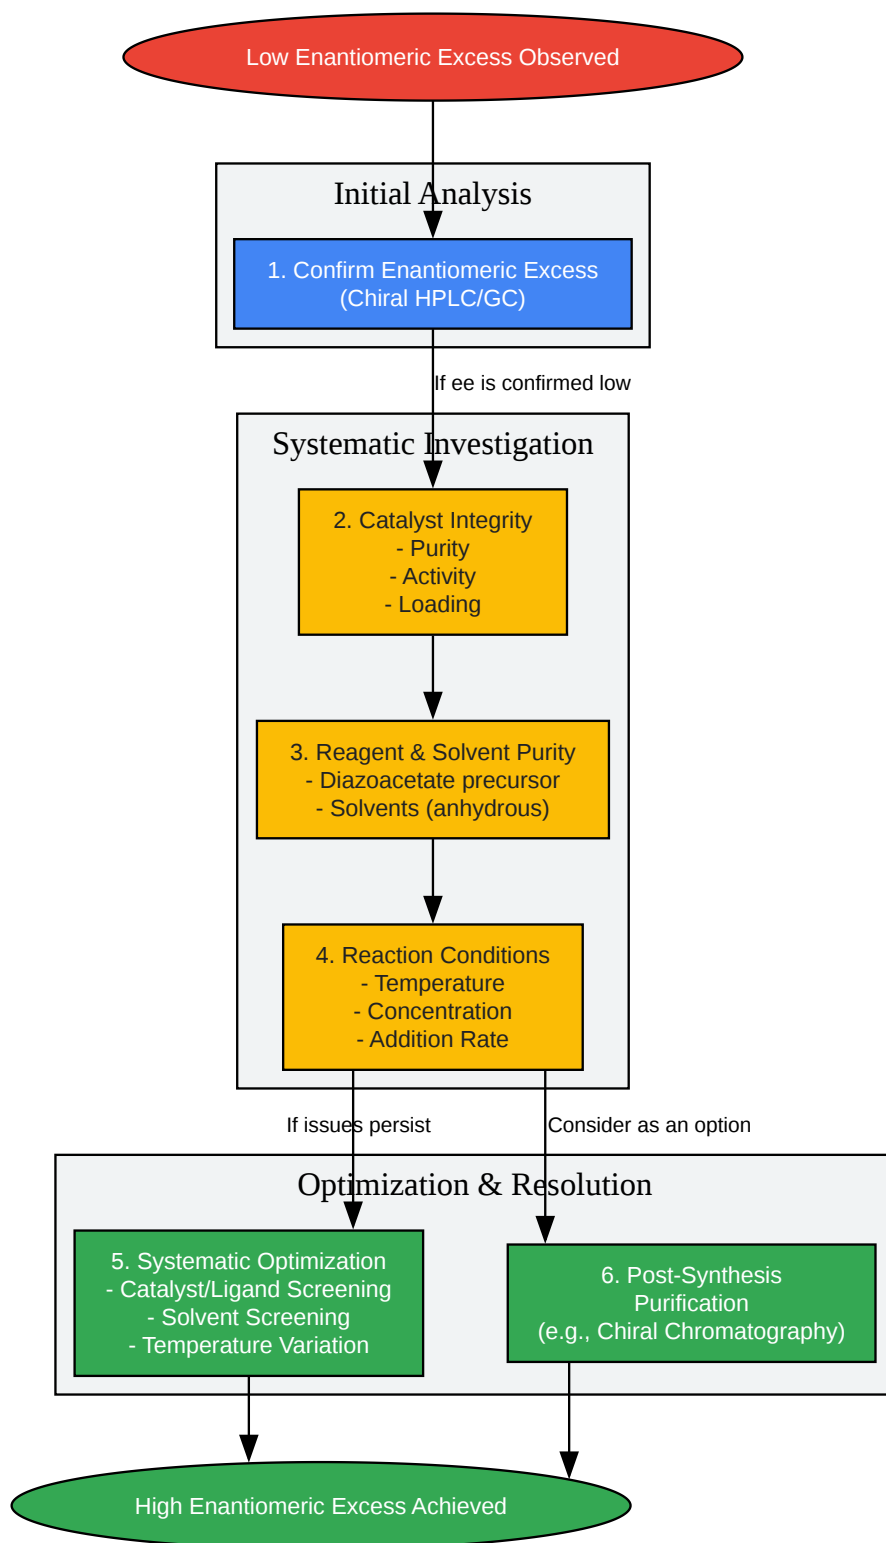 Low Enantiomeric Excess Observed
Initial Analysis
1. Confirm Enantiomeric Excess
(Chiral HPLC/GC)
If ee is confirmed low
Systematic Investigation
2. Catalyst Integrity
- Purity
- Activity
- Loading
3. Reagent & Solvent Purity
- Diazoacetate precursor
- Solvents (anhydrous)
4. Reaction Conditions
- Temperature
- Concentration
- Addition Rate
If issues persist
Consider as an option
Optimization & Resolution
5. Systematic Optimization
- Catalyst/Ligand Screening
- Solvent Screening
- Temperature Variation
6. Post-Synthesis
Purification
(e.g., Chiral Chromatography)
High Enantiomeric Excess Achieved